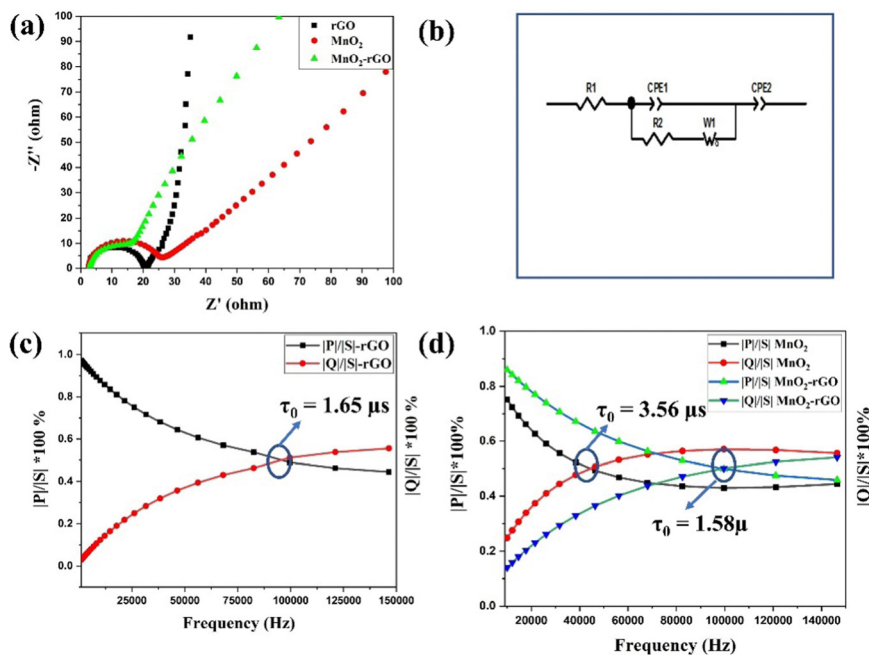 (a)
100
90
80
70
60
50
40
30
20
10
0
-Z'' (ohm)
0 10 20 30 40 50 60 70 80 90 100
Z' (ohm)
rGO
MnO₂
MnO₂-rGO
(b)
R1
CPE1
R2
W1
CPE2
(c)
|P|/|S|-rGO
|Q|/|S|-rGO
1.0
0.8
0.6
0.4
0.2
0.0
|P|/|S| *100 %
|Q|/|S| *100 %
τ₀ = 1.65 μs
25000 50000 75000 100000 125000 150000
Frequency (Hz)
(d)
|P|/|S| MnO₂
|Q|/|S| MnO₂
|P|/|S| MnO₂-rGO
|Q|/|S| MnO₂-rGO
1.0
0.8
0.6
0.4
0.2
0.0
|P|/|S|*100%
|Q|/|S| *100%
τ₀ = 3.56 μs
τ₀ = 1.58μ
20000 40000 60000 80000 100000 120000 140000
Frequency (Hz)